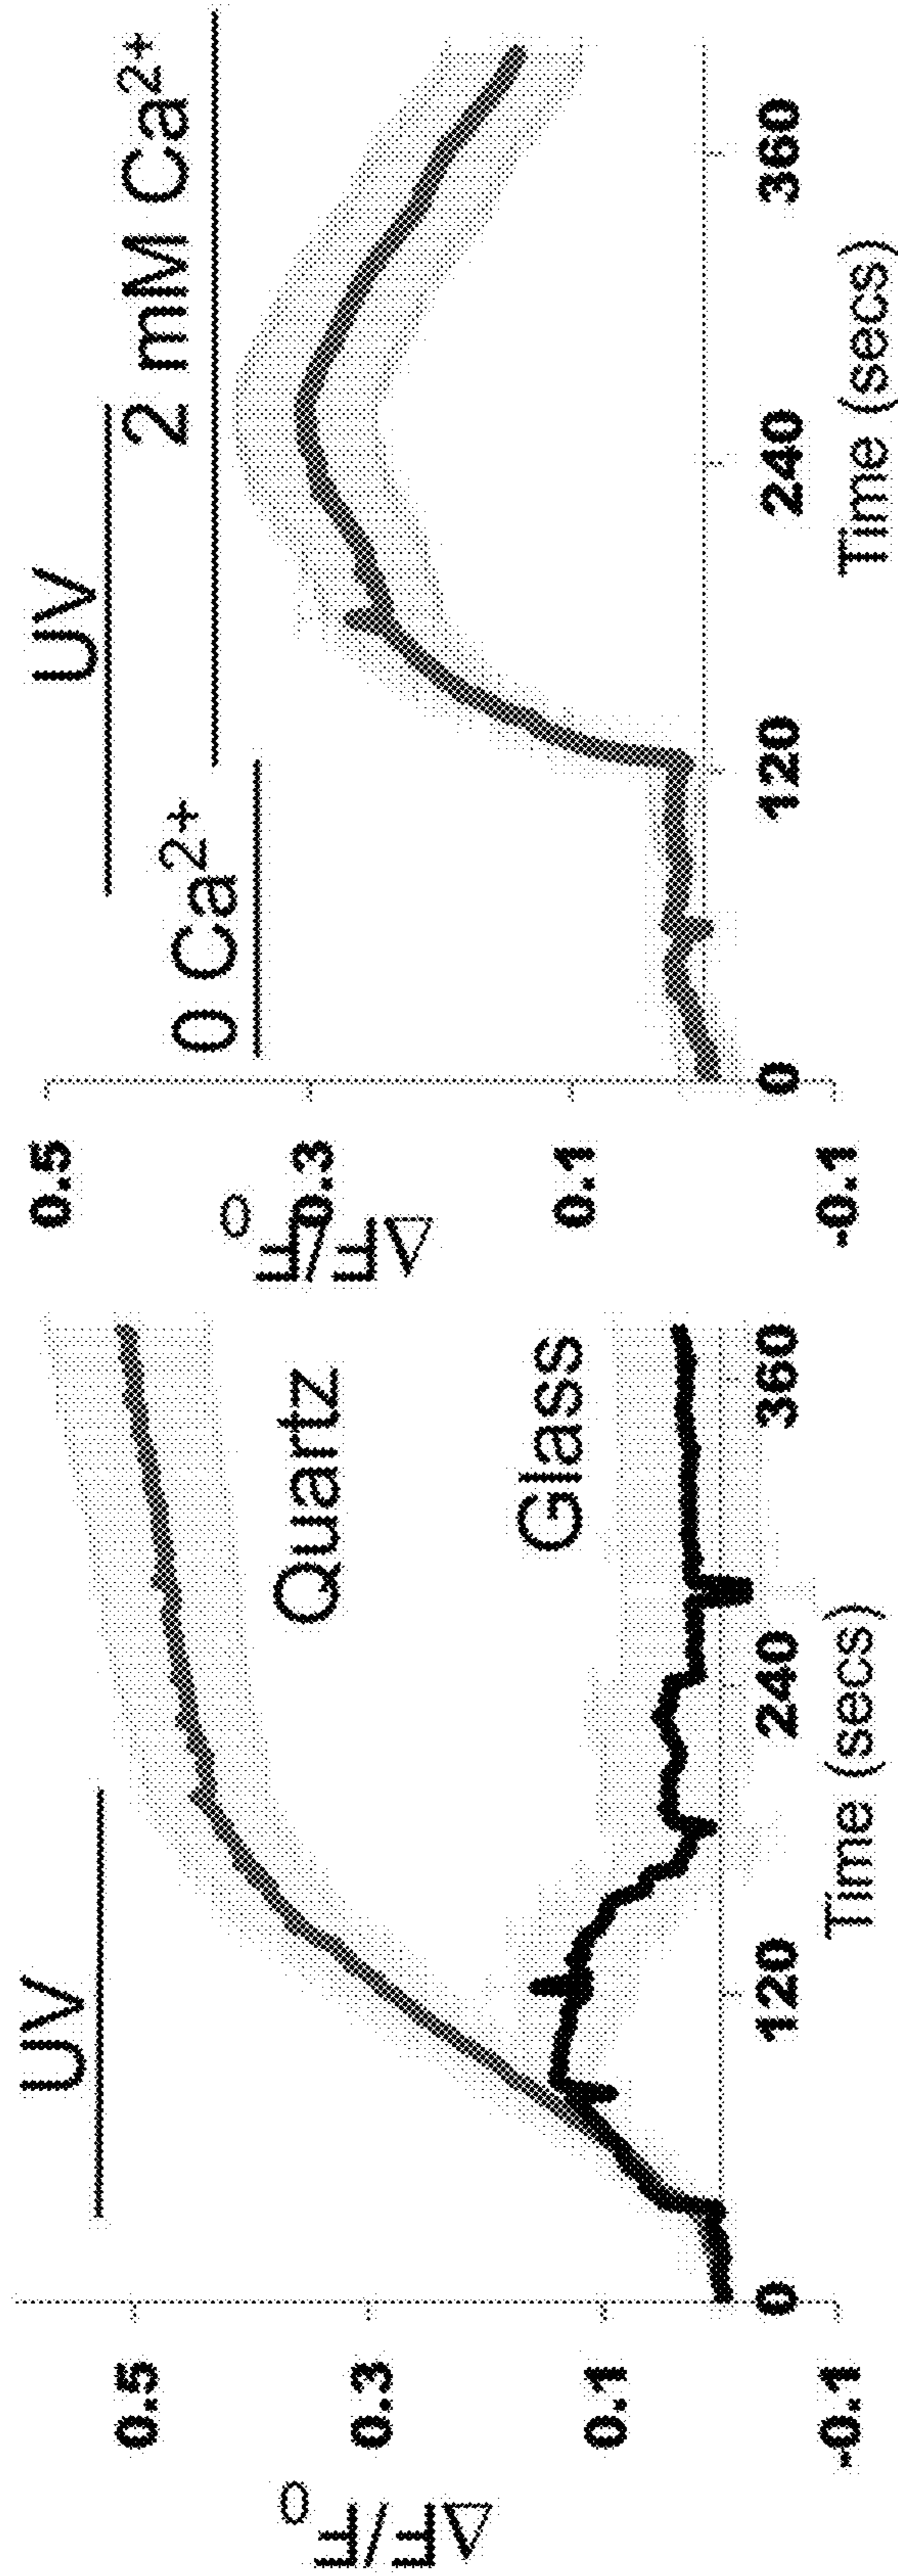 UV
0.5
0.3
0.1
-0.1
ΔF/F0
Quartz
Glass
0
120
240
360
Time (secs)
UV
0 Ca2+
2 mM Ca2+
0.5
0.3
0.1
-0.1
ΔF/F0
0
120
240
360
Time (secs)